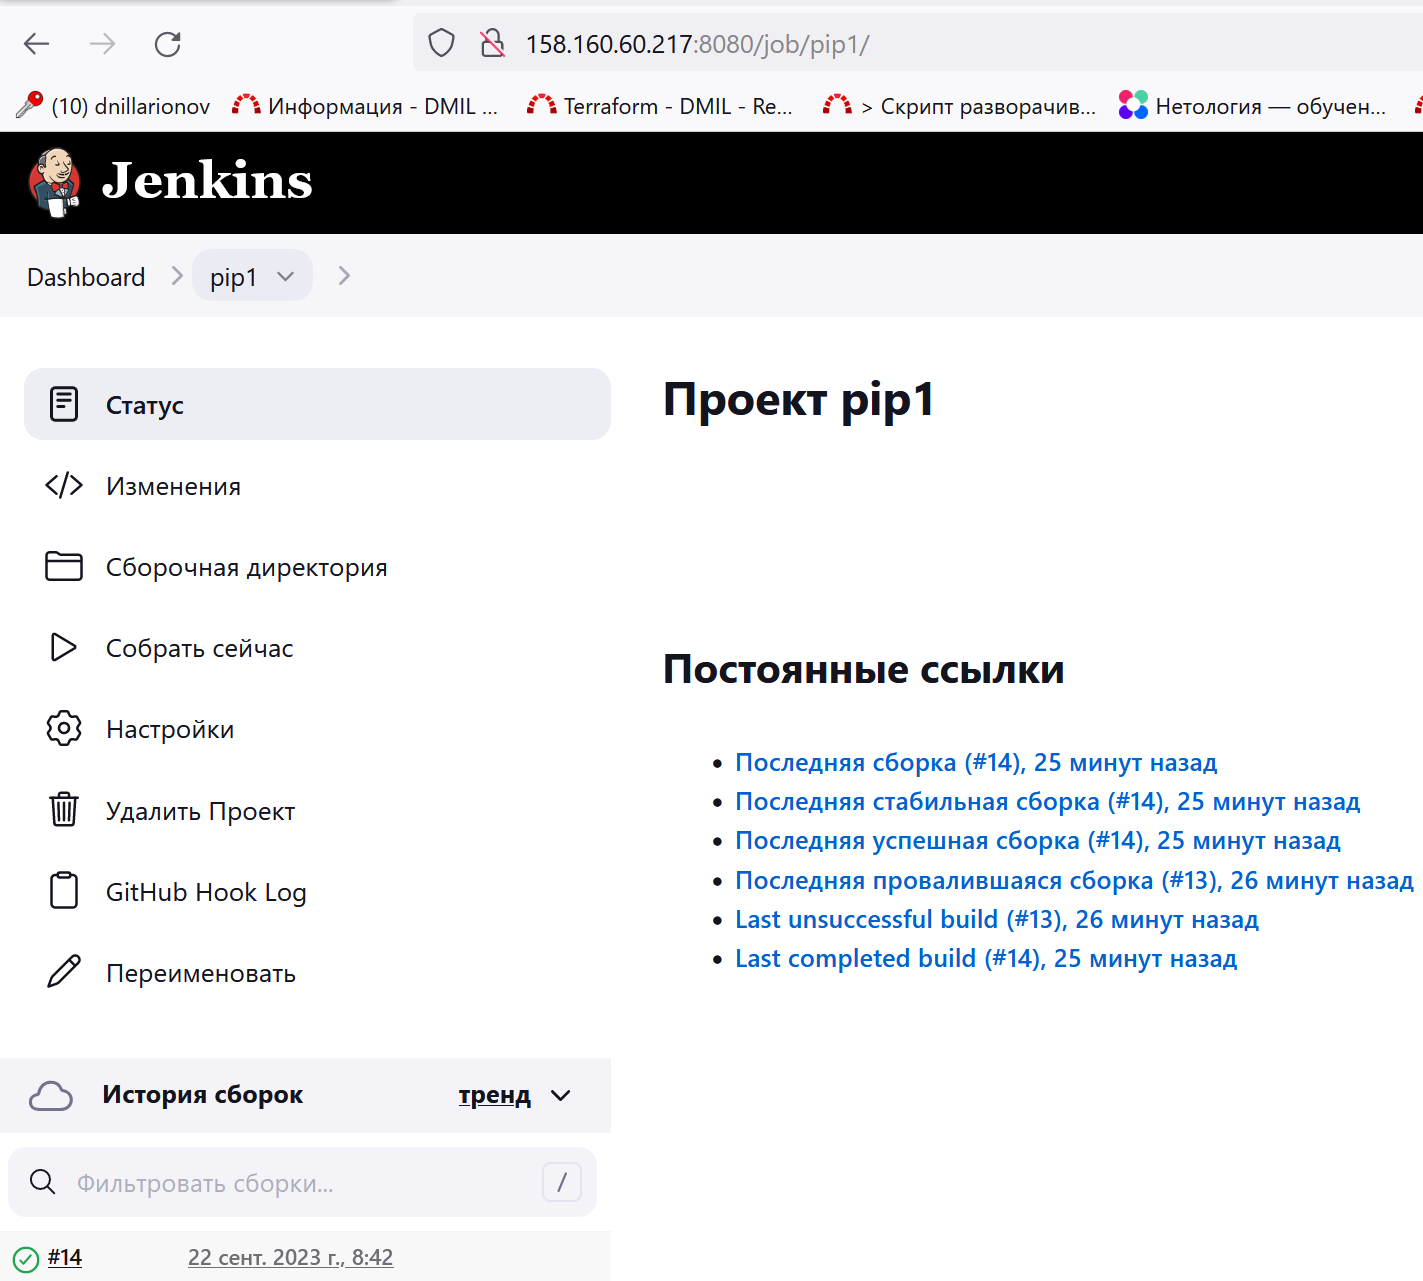 158.160.60.217:8080/job/pip1/
(10) dnillarionov Информация - DMIL ... Terraform - DMIL - Re... > Скрипт разворачив... Нетология — обучен...
Jenkins
Dashboard pip1
Статус
Изменения
Сборочная директория
Собрать сейчас
Настройки
Удалить Проект
GitHub Hook Log
Переименовать
История сборок тренд
Фильтровать сборки... /
#14 22 сент. 2023 г., 8:42
Проект pip1
Постоянные ссылки
Последняя сборка (#14), 25 минут назад
Последняя стабильная сборка (#14), 25 минут назад
Последняя успешная сборка (#14), 25 минут назад
Последняя провалившаяся сборка (#13), 26 минут назад
Last unsuccessful build (#13), 26 минут назад
Last completed build (#14), 25 минут назад